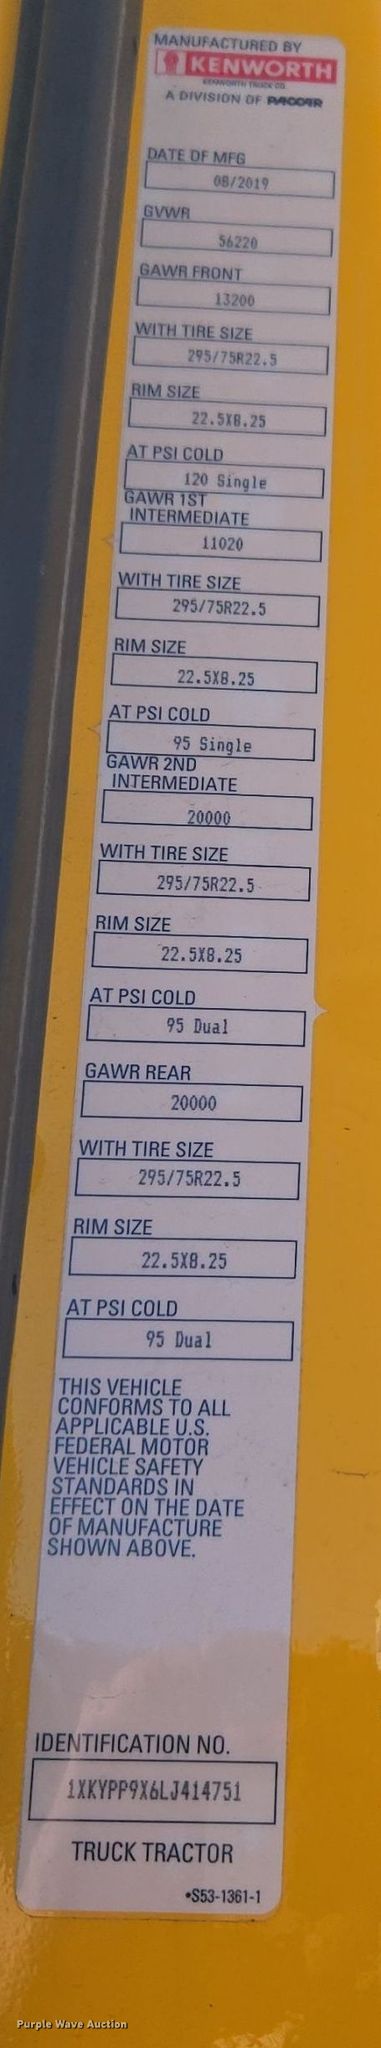 MANUFACTURED BY
KENWORTH
KENWORTH TRUCK CO.
A DIVISION OF PACCAR
DATE OF MFG
08/2019
GVWR
56220
GAWR FRONT
13200
WITH TIRE SIZE
295/75R22.5
RIM SIZE
22.5X8.25
AT PSI COLD
120 Single
GAWR 1ST
INTERMEDIATE
11020
WITH TIRE SIZE
295/75R22.5
RIM SIZE
22.5X8.25
AT PSI COLD
95 Single
GAWR 2ND
INTERMEDIATE
20000
WITH TIRE SIZE
295/75R22.5
RIM SIZE
22.5X8.25
AT PSI COLD
95 Dual
GAWR REAR
20000
WITH TIRE SIZE
295/75R22.5
RIM SIZE
22.5X8.25
AT PSI COLD
95 Dual
THIS VEHICLE
CONFORMS TO ALL
APPLICABLE U.S.
FEDERAL MOTOR
VEHICLE SAFETY
STANDARDS IN
EFFECT ON THE DATE
OF MANUFACTURE
SHOWN ABOVE.
IDENTIFICATION NO.
1XKYPP9X6LJ414751
TRUCK TRACTOR
•S53-1361-1
Purple Wave Auction